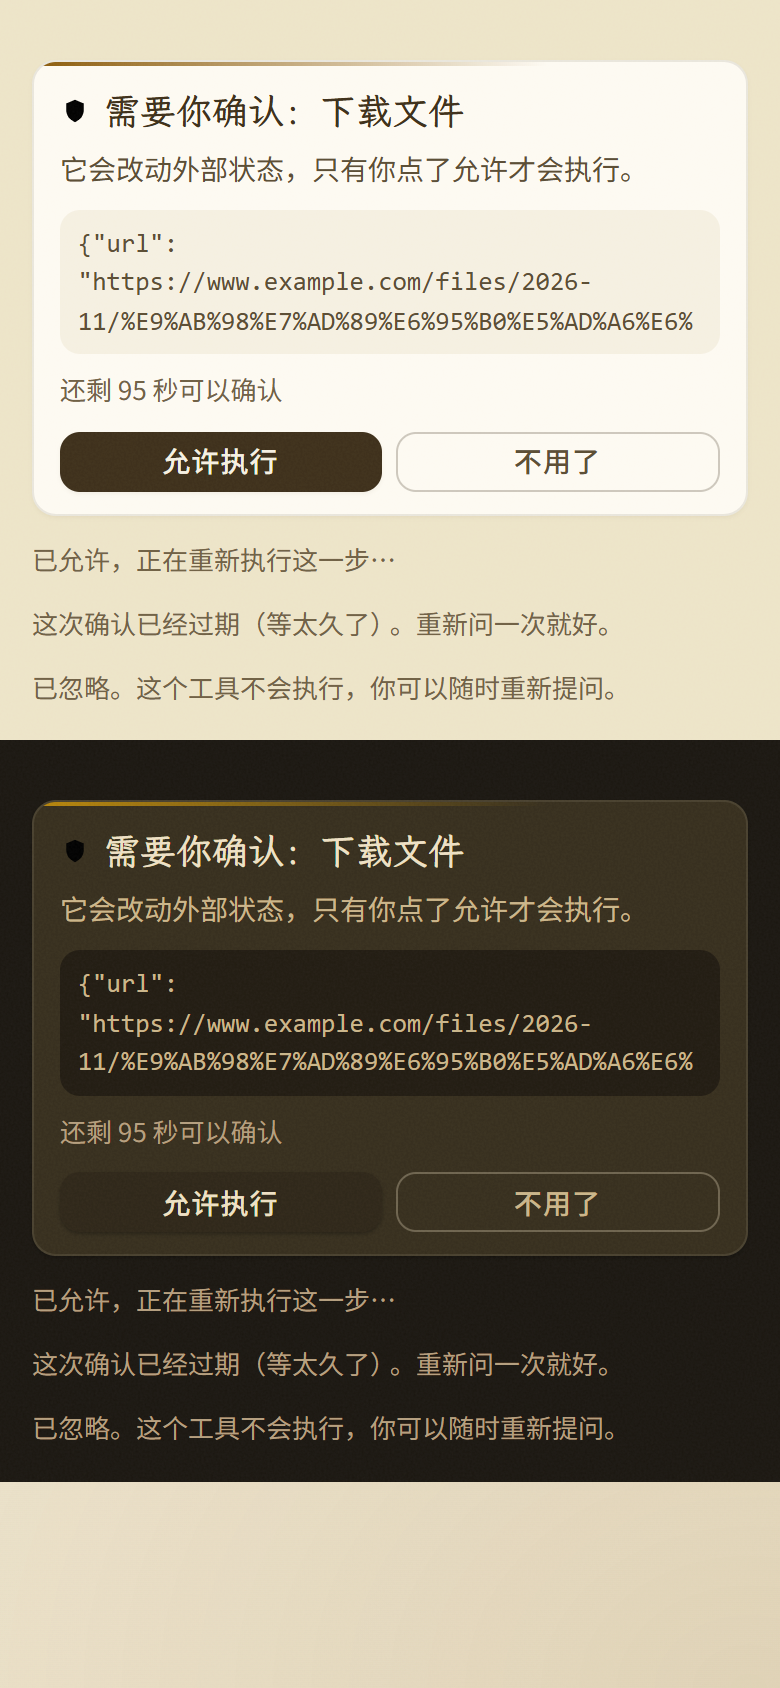 需要你确认：下载文件
它会改动外部状态，只有你点了允许才会执行。
{"url":
"https://www.example.com/files/2026-
11/%E9%AB%98%E7%AD%89%E6%95%B0%E5%AD%A6%E6%
还剩 95 秒可以确认
允许执行
不用了
已允许，正在重新执行这一步…
这次确认已经过期（等太久了）。重新问一次就好。
已忽略。这个工具不会执行，你可以随时重新提问。
需要你确认：下载文件
它会改动外部状态，只有你点了允许才会执行。
{"url":
"https://www.example.com/files/2026-
11/%E9%AB%98%E7%AD%89%E6%95%B0%E5%AD%A6%E6%
还剩 95 秒可以确认
允许执行
不用了
已允许，正在重新执行这一步…
这次确认已经过期（等太久了）。重新问一次就好。
已忽略。这个工具不会执行，你可以随时重新提问。